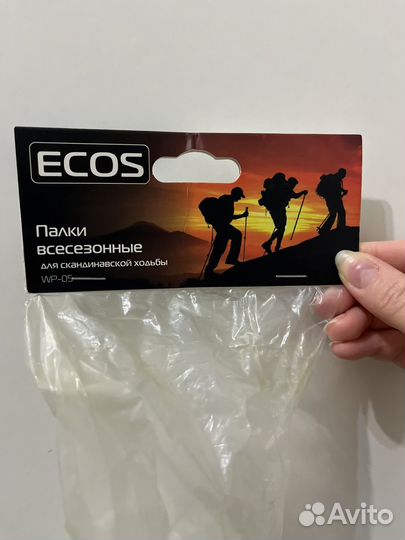 ECOS
Палки
всесезонные
для скандинавской ходьбы
WP-05
Avito